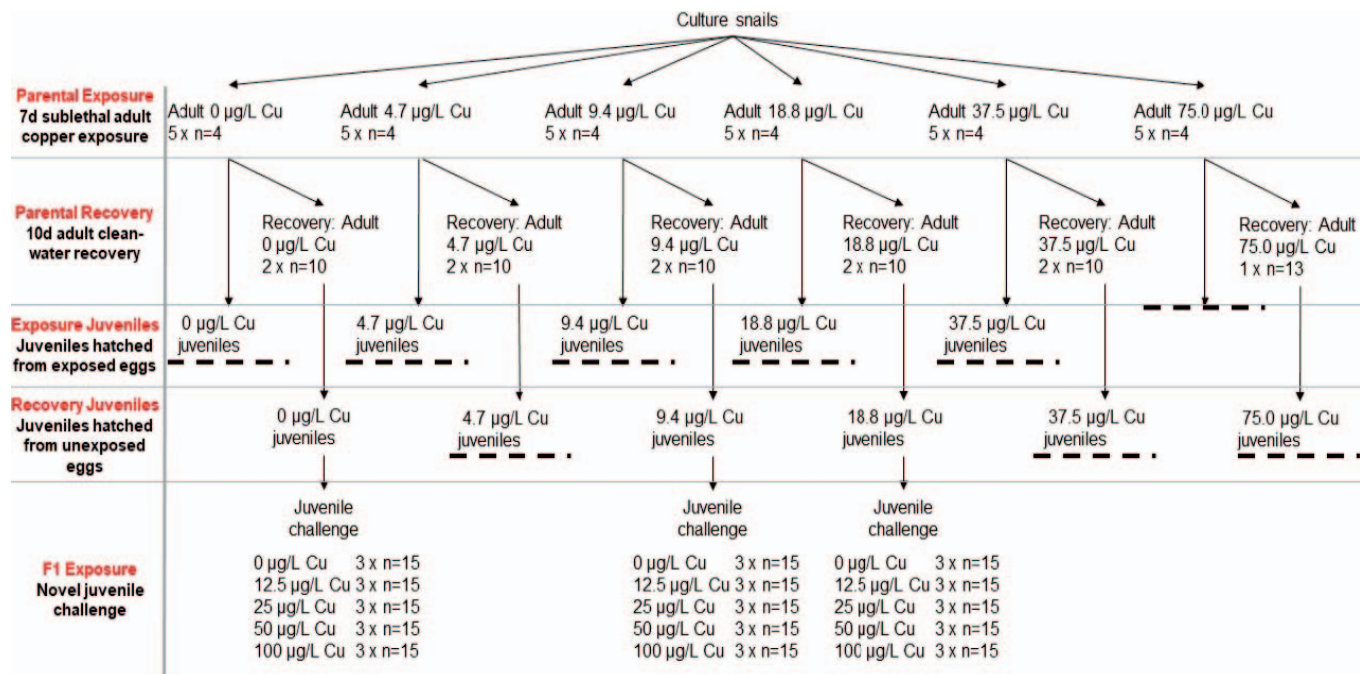 Culture snails
Parental Exposure
7d sublethal adult
copper exposure
Adult 0 µg/L Cu
5 x n=4
Adult 4.7 µg/L Cu
5 x n=4
Adult 9.4 µg/L Cu
5 x n=4
Adult 18.8 µg/L Cu
5 x n=4
Adult 37.5 µg/L Cu
5 x n=4
Adult 75.0 µg/L Cu
5 x n=4
Parental Recovery
10d adult clean-
water recovery
Recovery: Adult
0 µg/L Cu
2 x n=10
Recovery: Adult
4.7 µg/L Cu
2 x n=10
Recovery: Adult
9.4 µg/L Cu
2 x n=10
Recovery: Adult
18.8 µg/L Cu
2 x n=10
Recovery: Adult
37.5 µg/L Cu
2 x n=10
Recovery: Adult
75.0 µg/L Cu
1 x n=13
Exposure Juveniles
Juveniles hatched
from exposed eggs
0 µg/L Cu
juveniles
4.7 µg/L Cu
juveniles
9.4 µg/L Cu
juveniles
18.8 µg/L Cu
juveniles
37.5 µg/L Cu
juveniles
Recovery Juveniles
Juveniles hatched
from unexposed
eggs
0 µg/L Cu
juveniles
4.7 µg/L Cu
juveniles
9.4 µg/L Cu
juveniles
18.8 µg/L Cu
juveniles
37.5 µg/L Cu
juveniles
75.0 µg/L Cu
juveniles
F1 Exposure
Novel juvenile
challenge
Juvenile
challenge
0 µg/L Cu 3 x n=15
12.5 µg/L Cu 3 x n=15
25 µg/L Cu 3 x n=15
50 µg/L Cu 3 x n=15
100 µg/L Cu 3 x n=15
Juvenile
challenge
0 µg/L Cu 3 x n=15
12.5 µg/L Cu 3 x n=15
25 µg/L Cu 3 x n=15
50 µg/L Cu 3 x n=15
100 µg/L Cu 3 x n=15
Juvenile
challenge
0 µg/L Cu 3 x n=15
12.5 µg/L Cu 3 x n=15
25 µg/L Cu 3 x n=15
50 µg/L Cu 3 x n=15
100 µg/L Cu 3 x n=15